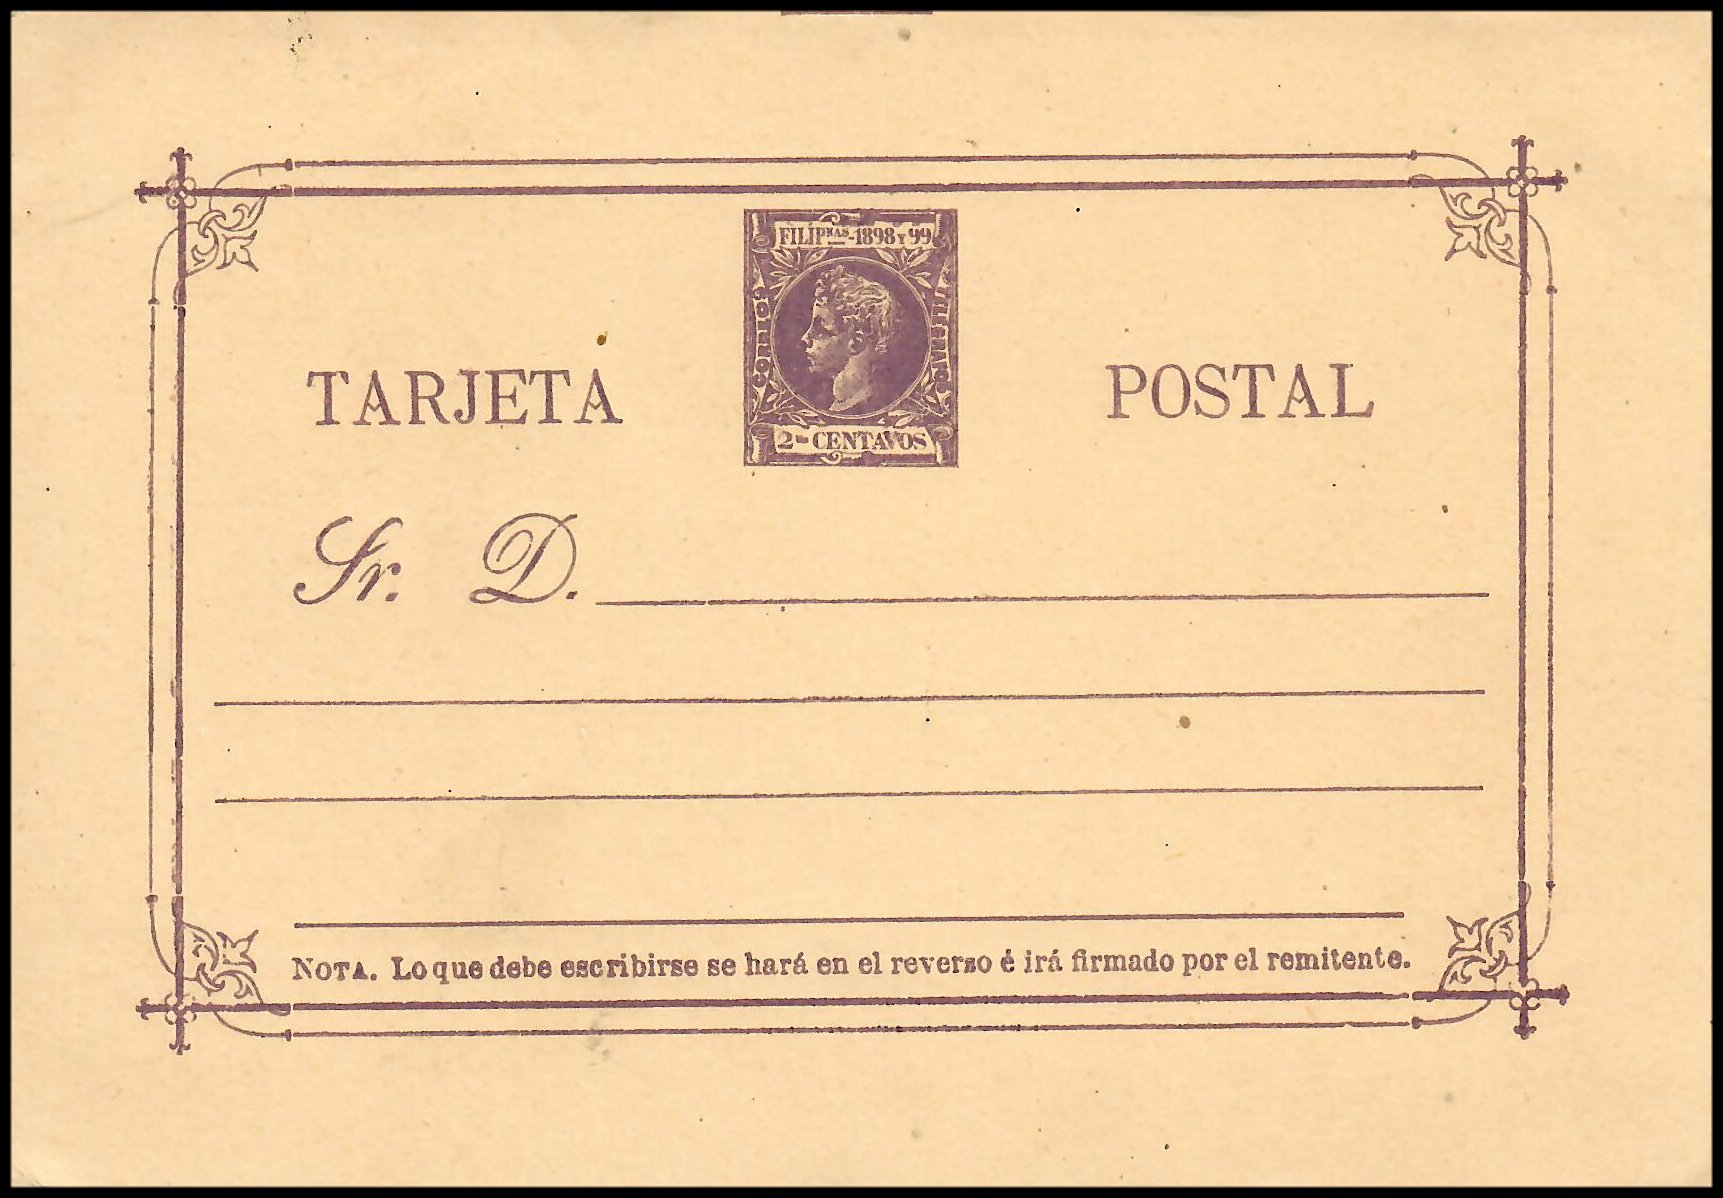 FILIPNAS-1898 Y 99
CORREOS
TELEGRAFOS
2 CENTAVOS
TARJETA POSTAL
Sr. D.
NOTA. Lo que debe escribirse se hará en el reverso é irá firmado por el remitente.